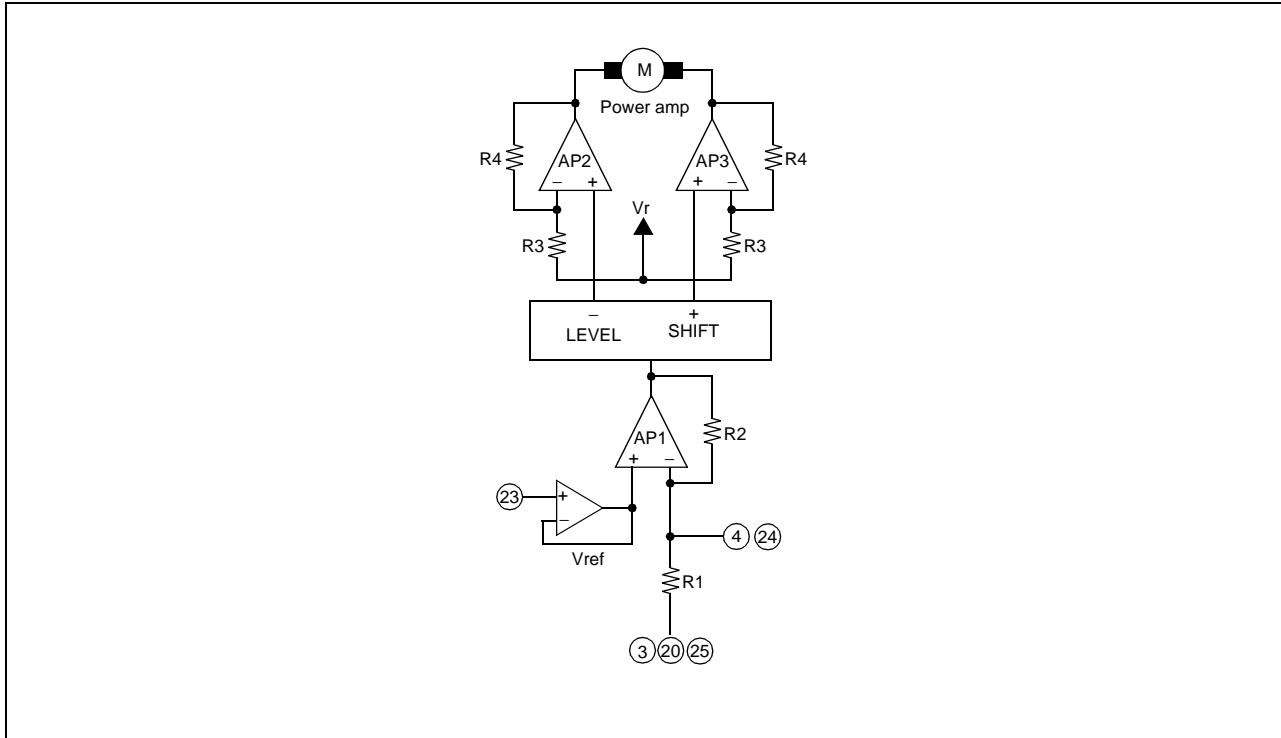 M
Power amp
R4
AP2
AP3
R4
− +
+ −
Vr
R3
R3
− +
LEVEL SHIFT
R2
AP1
+ −
23
+
−
Vref
4 24
R1
3 20 25